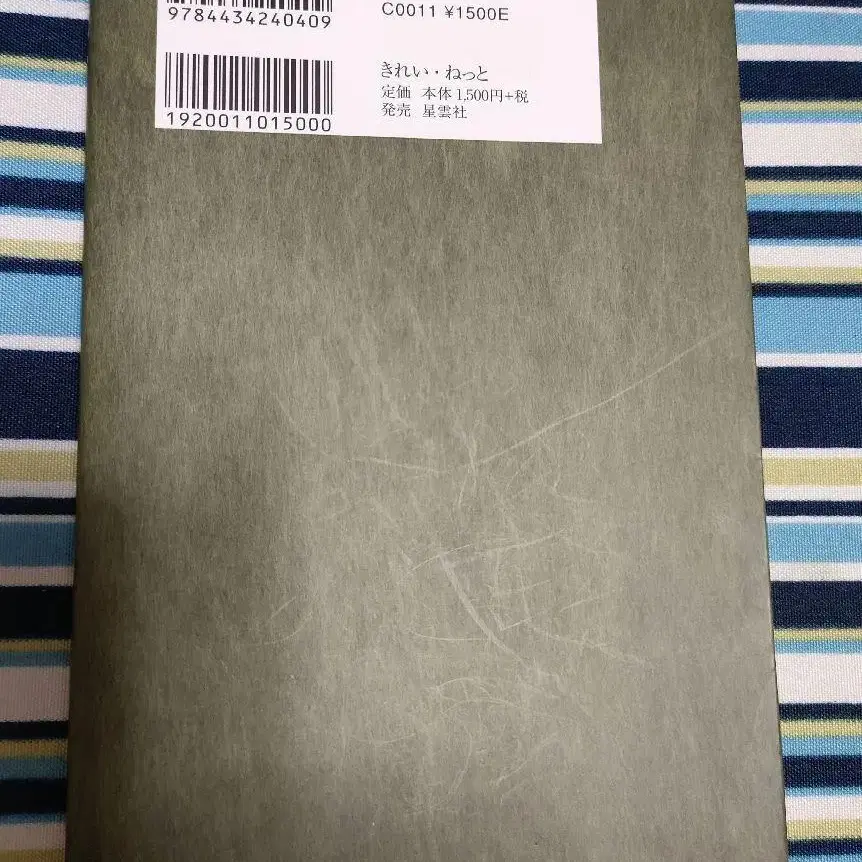 9784434240409
C0011 ¥1500E
1920011015000
きれい・ねっと
定価 本体1,500円+税
発売 星雲社